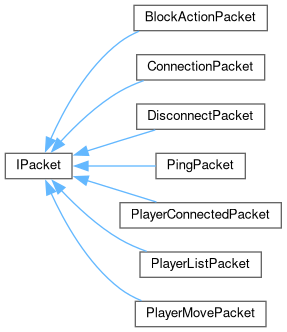 BlockActionPacket
ConnectionPacket
DisconnectPacket
IPacket
PingPacket
PlayerConnectedPacket
PlayerListPacket
PlayerMovePacket